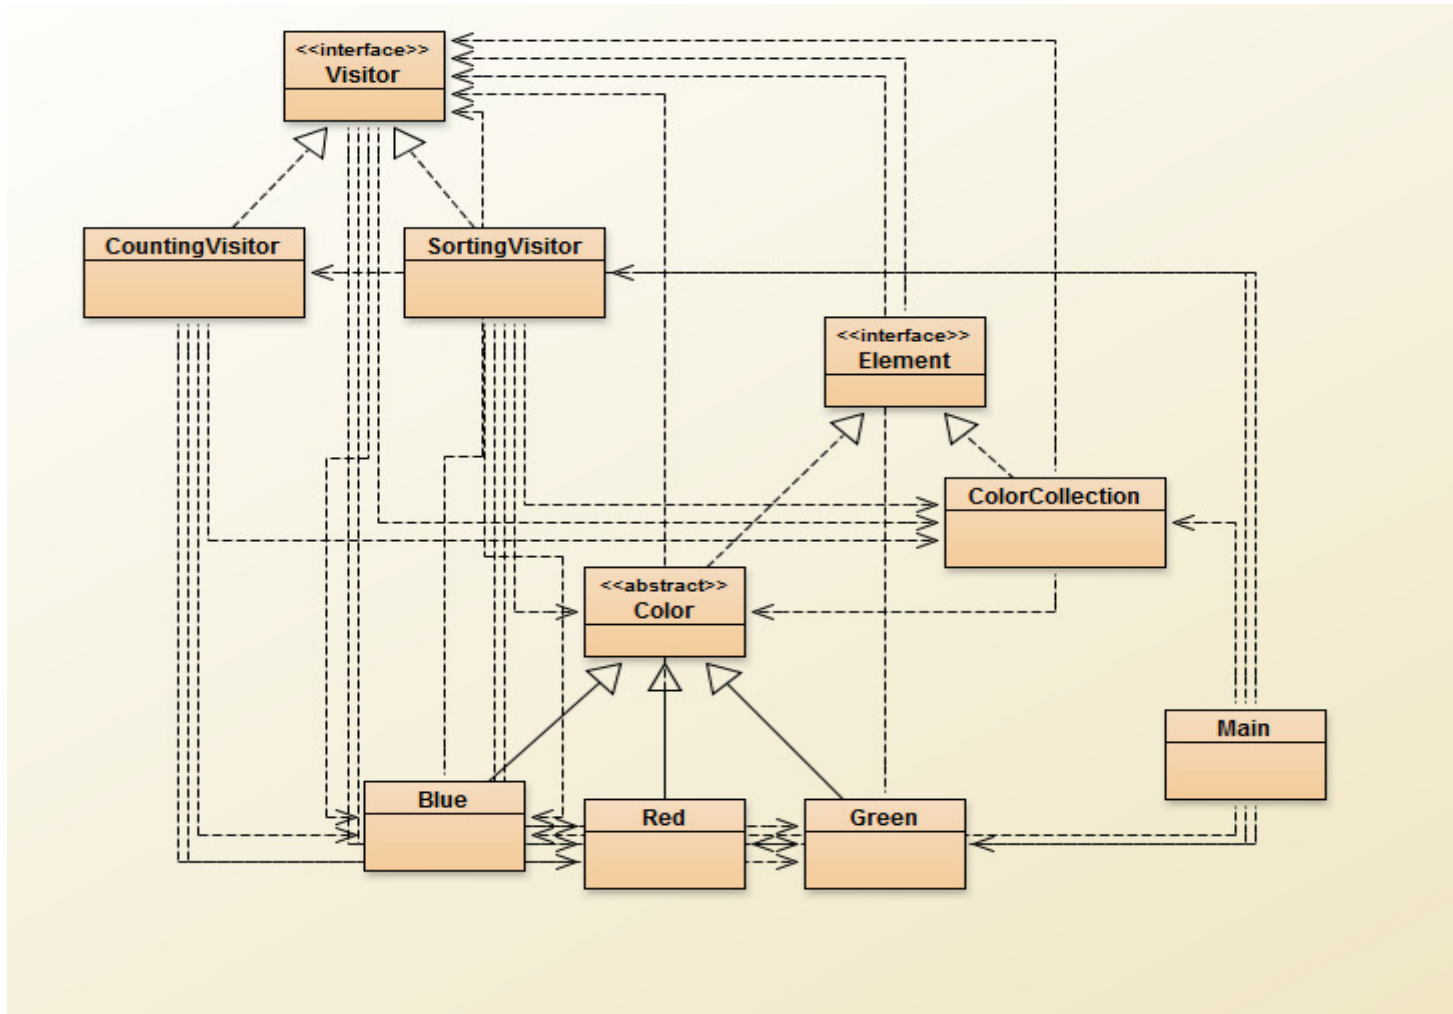 <<interface>>
Visitor
CountingVisitor
SortingVisitor
<<interface>>
Element
ColorCollection
<<abstract>>
Color
Main
Blue
Red
Green